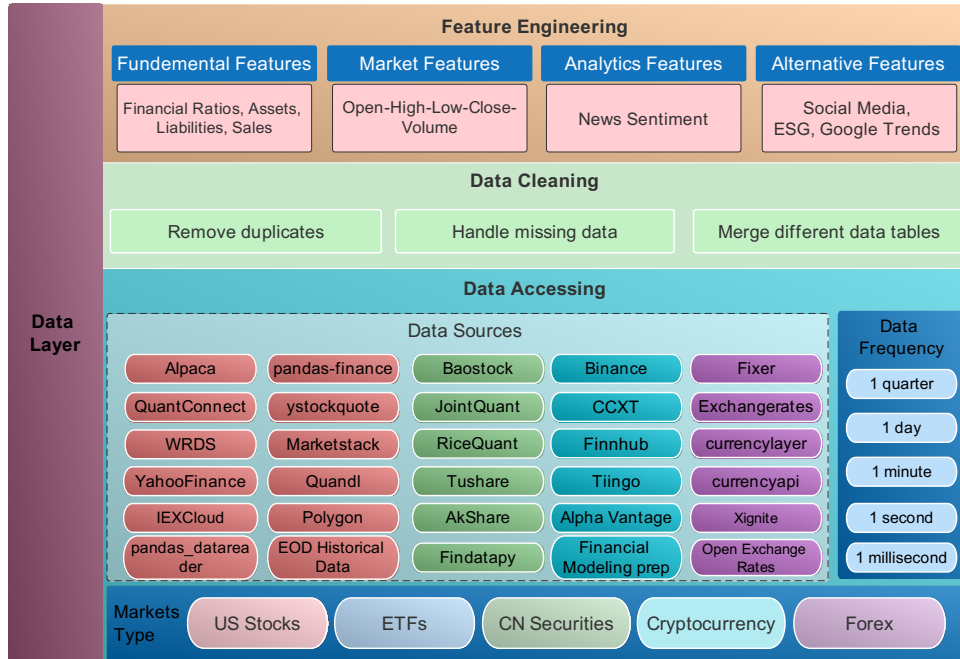 Feature Engineering
Fundemental Features
Market Features
Analytics Features
Alternative Features
Financial Ratios, Assets,
Liabilities, Sales
Open-High-Low-Close-
Volume
News Sentiment
Social Media,
ESG, Google Trends
Data Cleaning
Remove duplicates
Handle missing data
Merge different data tables
Data
Layer
Data Accessing
Data Sources
Alpaca
pandas-finance
Baostock
Binance
Fixer
QuantConnect
ystockquote
JointQuant
CCXT
Exchangerates
WRDS
Marketstack
RiceQuant
Finnhub
currencylayer
YahooFinance
Quandl
Tushare
Tiingo
currencyapi
IEXCloud
Polygon
AkShare
Alpha Vantage
Xignite
pandas_datarea
der
EOD Historical
Data
Findatapy
Financial
Modeling prep
Open Exchange
Rates
Data
Frequency
1 quarter
1 day
1 minute
1 second
1 millisecond
Markets
Type
US Stocks
ETFs
CN Securities
Cryptocurrency
Forex